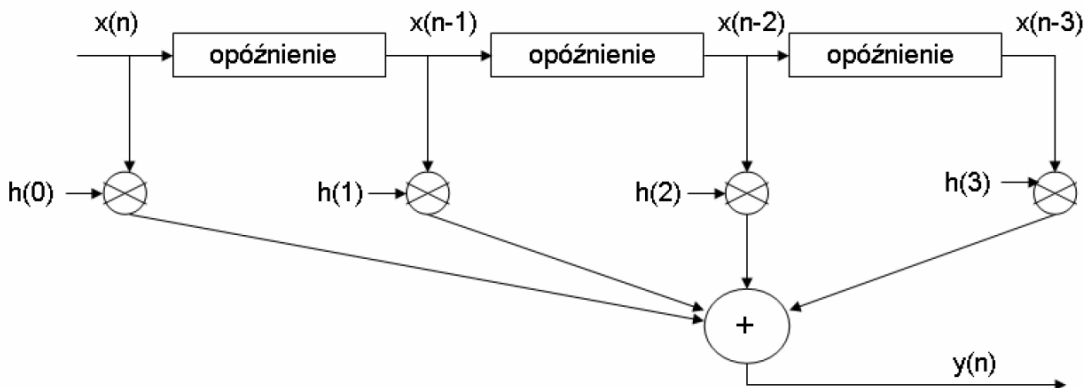 x(n) x(n-1) x(n-2) x(n-3)
opóźnienie opóźnienie opóźnienie
h(0) h(1) h(2) h(3)
+
y(n)